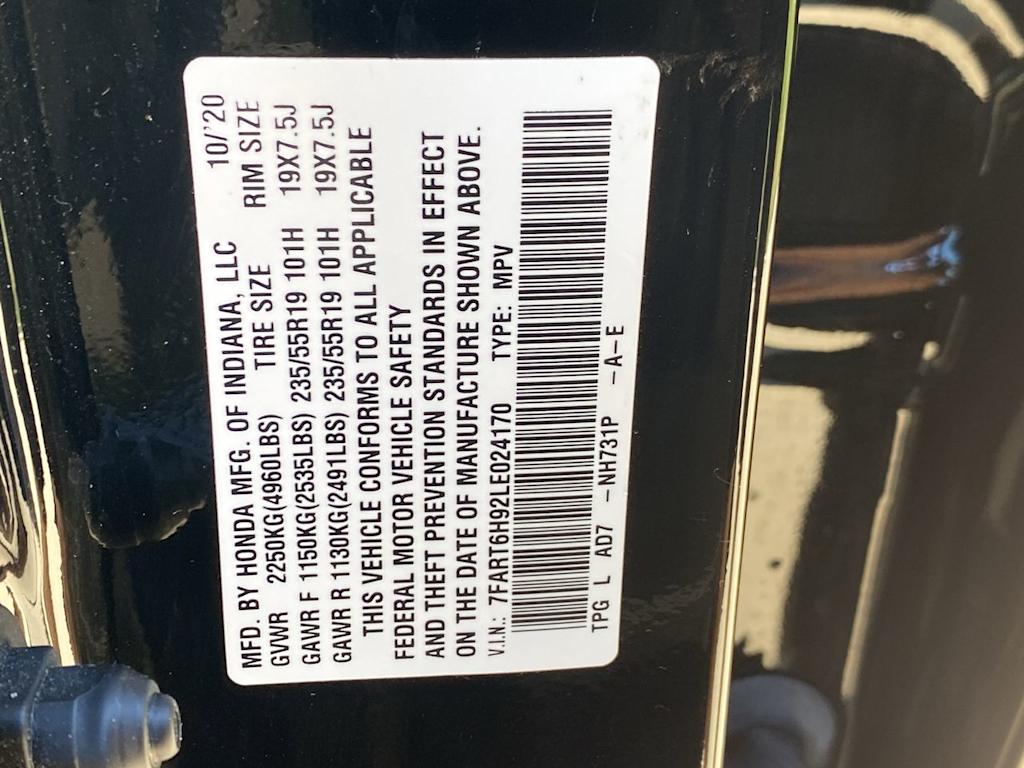 MFD. BY HONDA MFG. OF INDIANA, LLC 10/'20
GVWR 2250KG(4960LBS) TIRE SIZE RIM SIZE
GAWR F 1150KG(2535LBS) 235/55R19 101H 19X7.5J
GAWR R 1130KG(2491LBS) 235/55R19 101H 19X7.5J
THIS VEHICLE CONFORMS TO ALL APPLICABLE
FEDERAL MOTOR VEHICLE SAFETY
AND THEFT PREVENTION STANDARDS IN EFFECT
ON THE DATE OF MANUFACTURE SHOWN ABOVE.
V.I.N.: 7FART6H92LE024170 TYPE: MPV
TPG L AD7 -NH731P -A-E